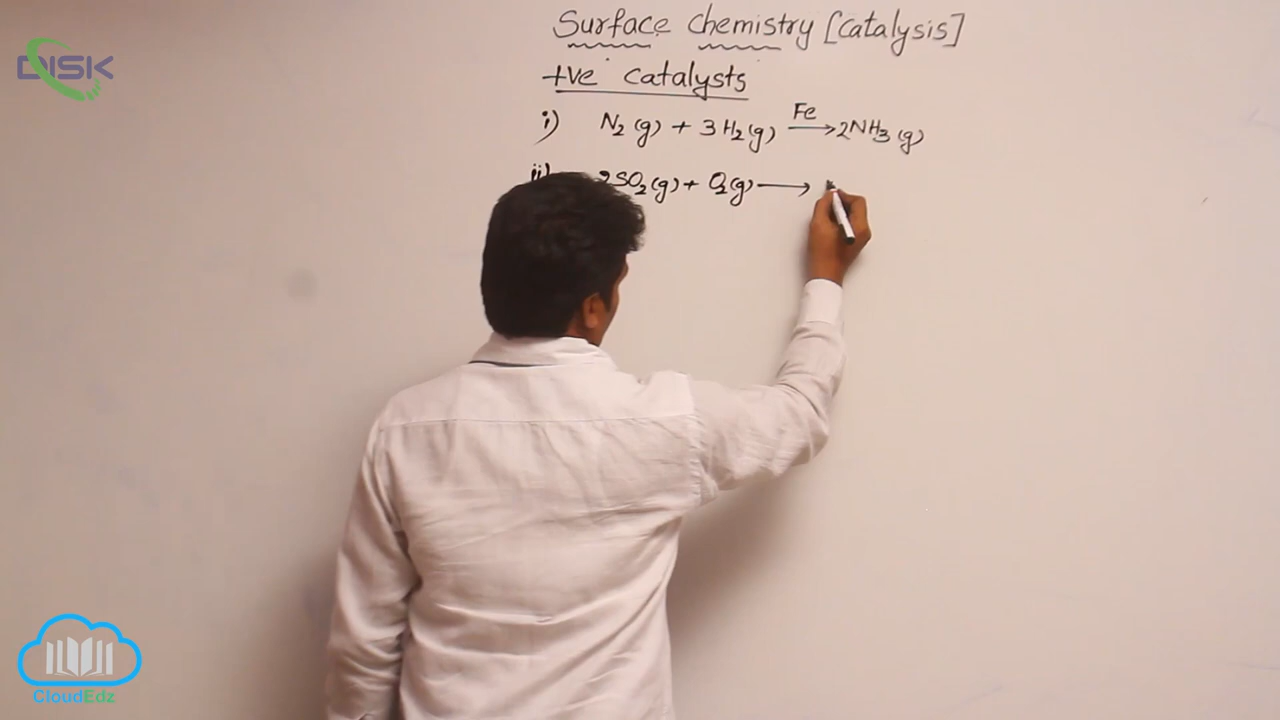 DISK
Surface chemistry [catalysis]
+ve catalysts
i) N₂(g) + 3H₂(g) —Fe→ 2NH₃(g)
ii) 2SO₂(g) + O₂(g) ⟶
CloudEdz